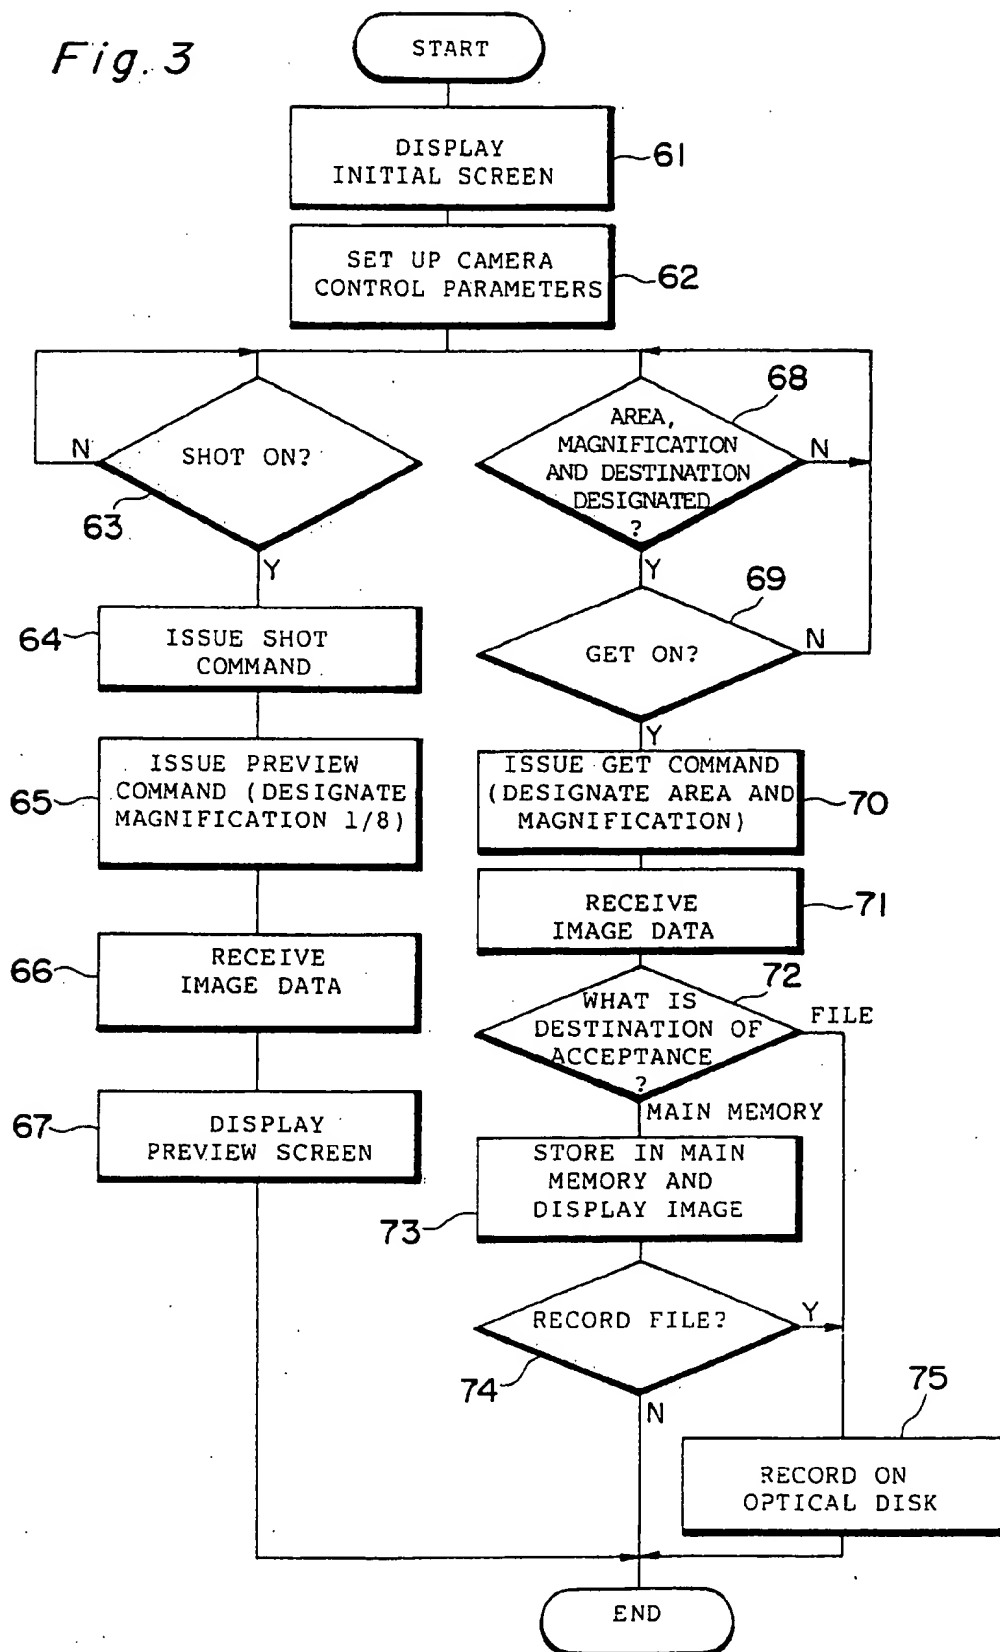 Fig. 3
START
DISPLAY
INITIAL SCREEN
61
SET UP CAMERA
CONTROL PARAMETERS
62
N
SHOT ON?
63
Y
64
ISSUE SHOT
COMMAND
65
ISSUE PREVIEW
COMMAND (DESIGNATE
MAGNIFICATION 1/8)
66
RECEIVE
IMAGE DATA
67
DISPLAY
PREVIEW SCREEN
68
AREA,
MAGNIFICATION
AND DESTINATION
DESIGNATED
?
N
Y
69
GET ON?
N
Y
ISSUE GET COMMAND
(DESIGNATE AREA AND
MAGNIFICATION)
70
RECEIVE
IMAGE DATA
71
72
WHAT IS
DESTINATION OF
ACCEPTANCE
?
FILE
MAIN MEMORY
STORE IN MAIN
MEMORY AND
DISPLAY IMAGE
73
RECORD FILE?
Y
74
N
75
RECORD ON
OPTICAL DISK
END